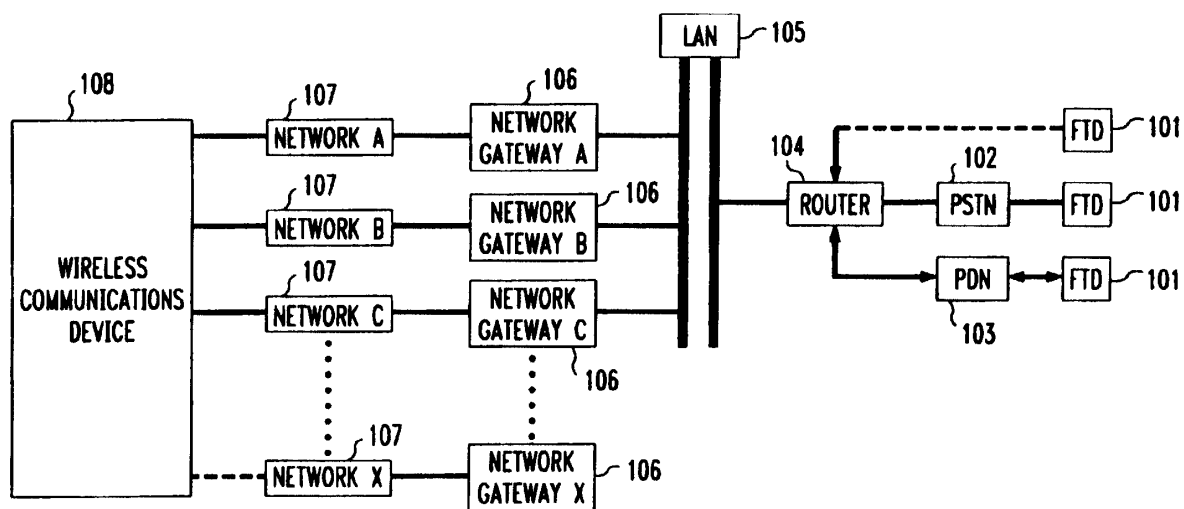 LAN
105
108
107
106
NETWORK A
NETWORK
GATEWAY A
FTD
101
104
102
107
106
NETWORK B
NETWORK
GATEWAY B
ROUTER
PSTN
FTD
101
WIRELESS
COMMUNICATIONS
DEVICE
107
NETWORK C
NETWORK
GATEWAY C
PDN
FTD
101
103
106
107
NETWORK X
NETWORK
GATEWAY X
106